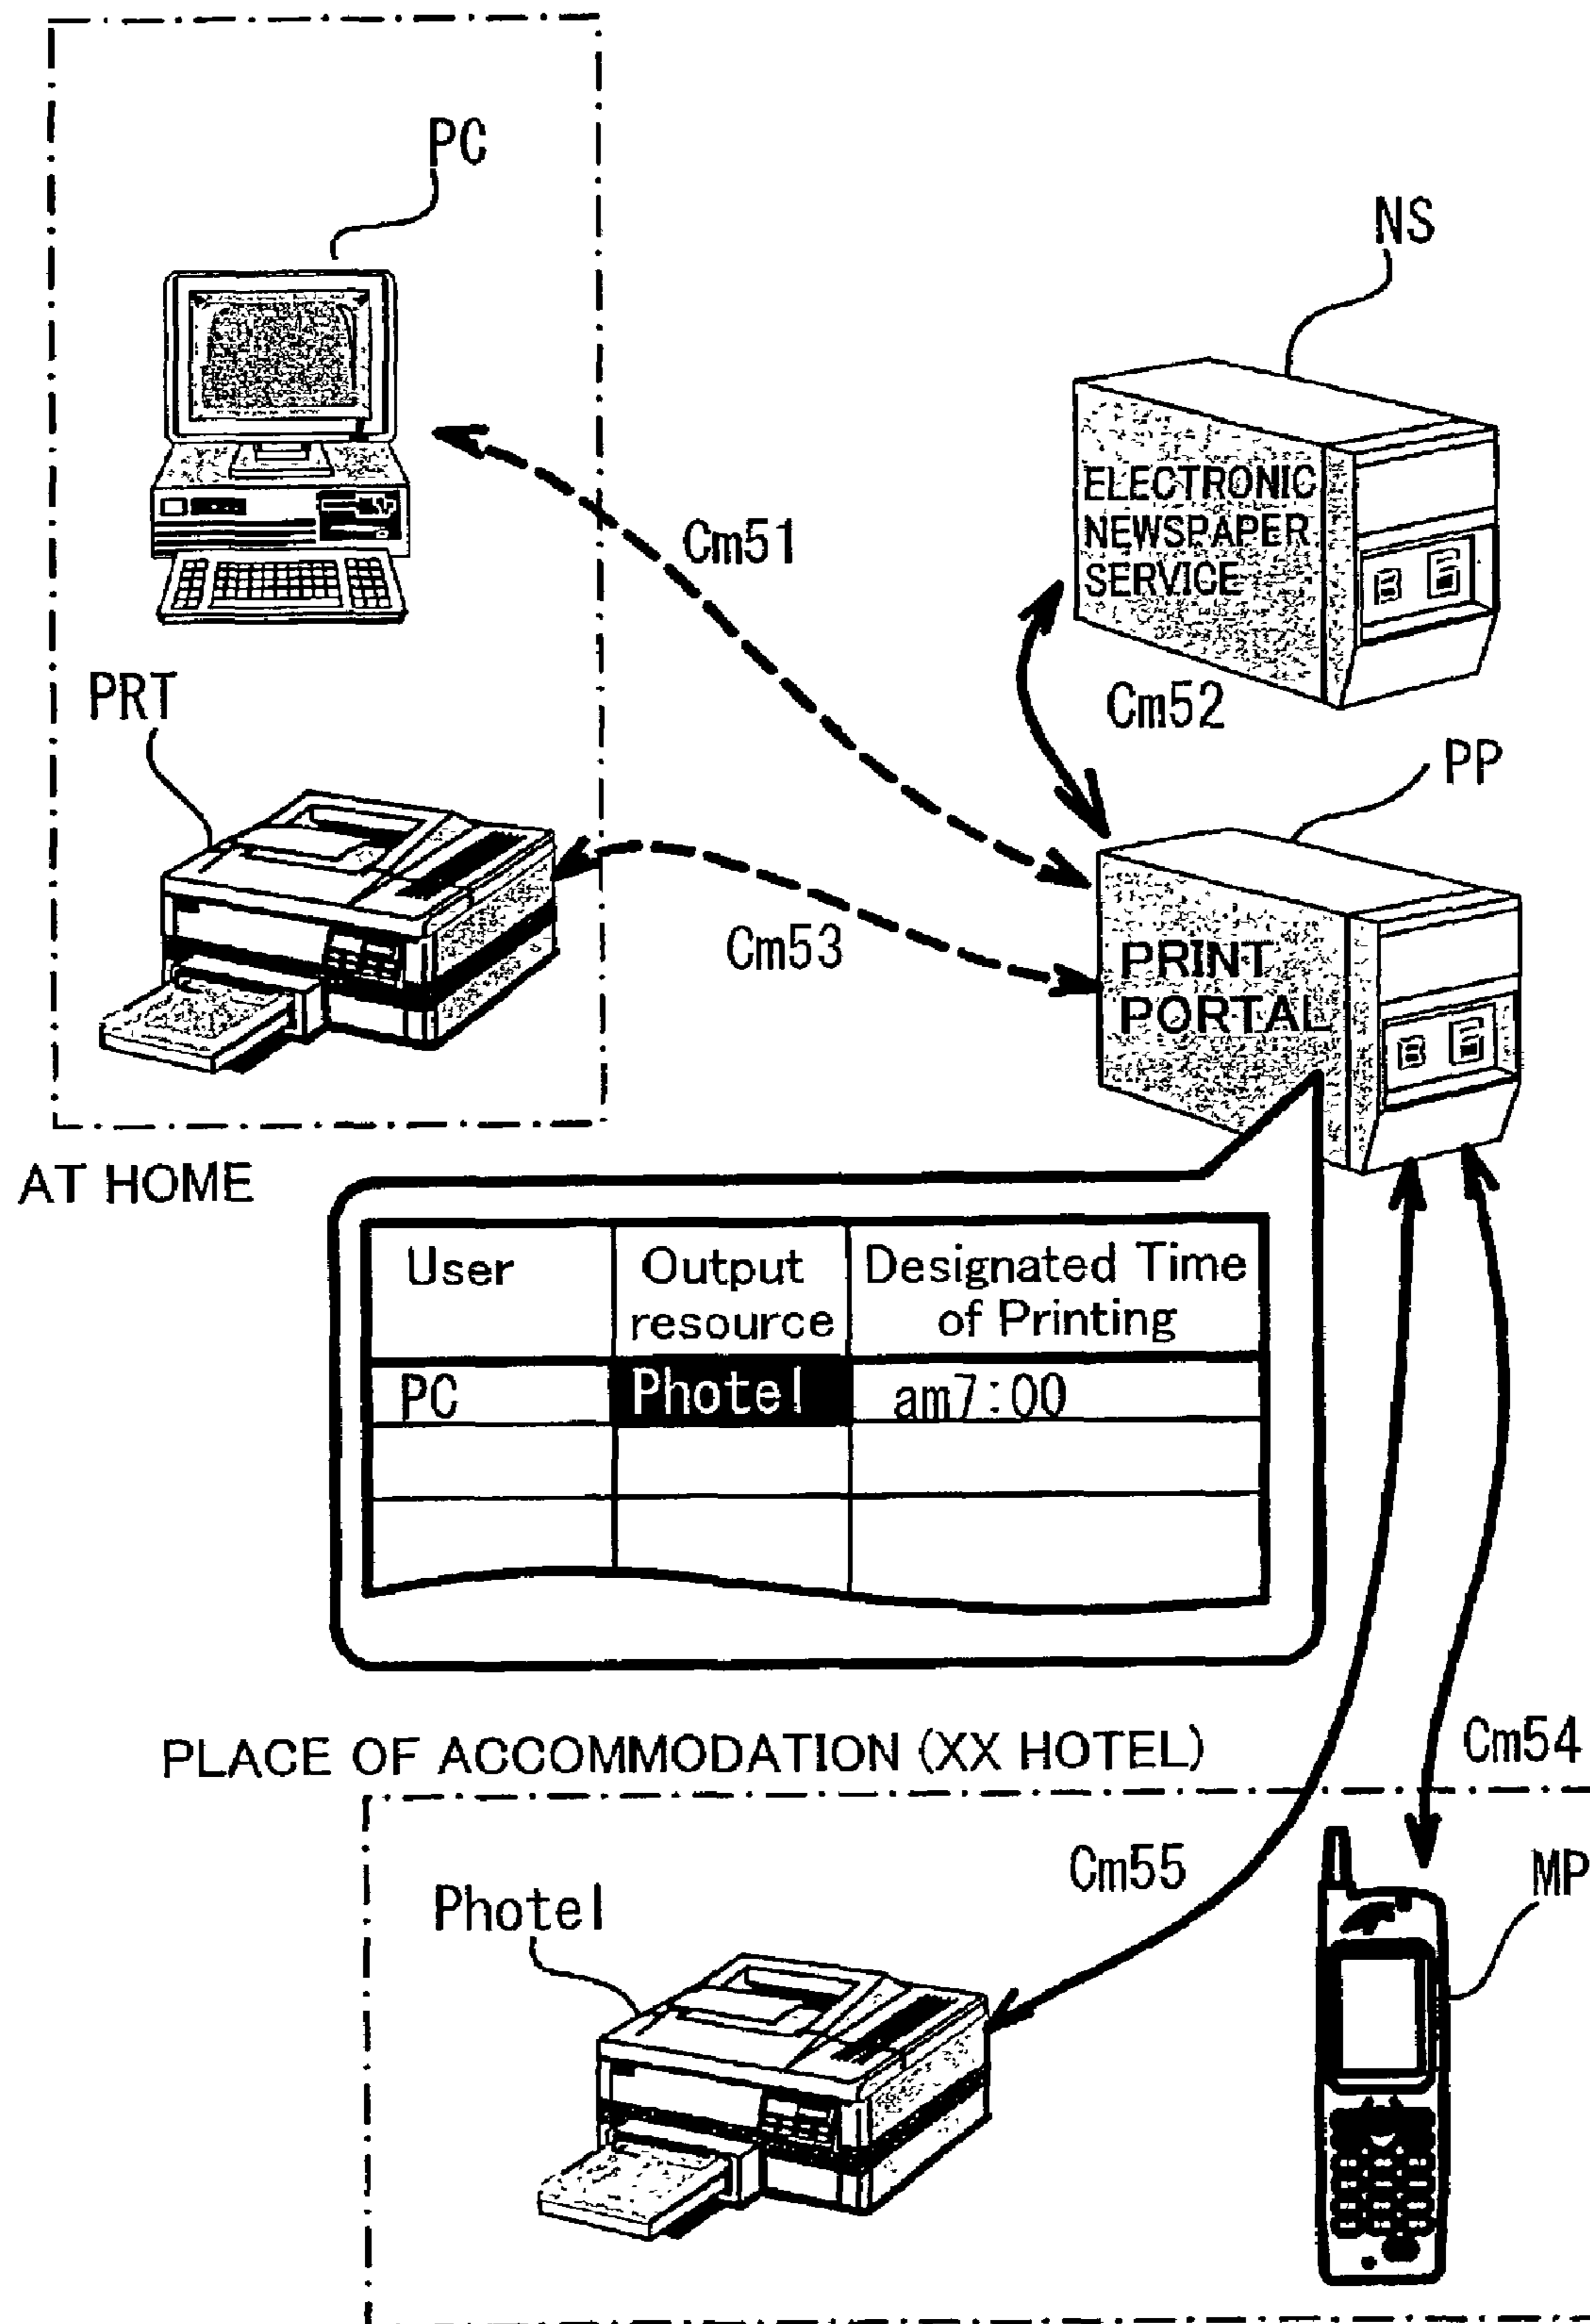 PC
NS
ELECTRONIC
NEWSPAPER
SERVICE
Cm51
Cm52
PRT
PP
Cm53
PRINT
PORTAL
AT HOME
User
Output
resource
Designated Time
of Printing
PC
Photel
am7:00
PLACE OF ACCOMMODATION (XX HOTEL)
Cm54
Cm55
MP
Photel